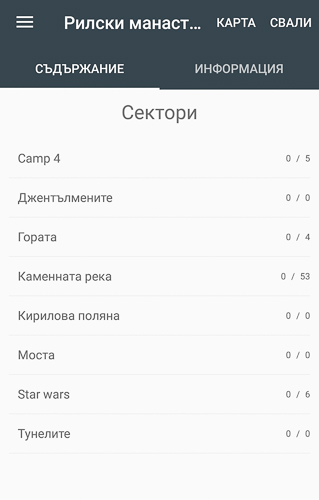 Рилски манаст... КАРТА СВАЛИ
СЪДЪРЖАНИЕ ИНФОРМАЦИЯ
Сектори
Camp 4 0 / 5
Джентълмените 0 / 0
Гората 0 / 4
Каменната река 0 / 53
Кирилова поляна 0 / 0
Моста 0 / 0
Star wars 0 / 6
Тунелите 0 / 0